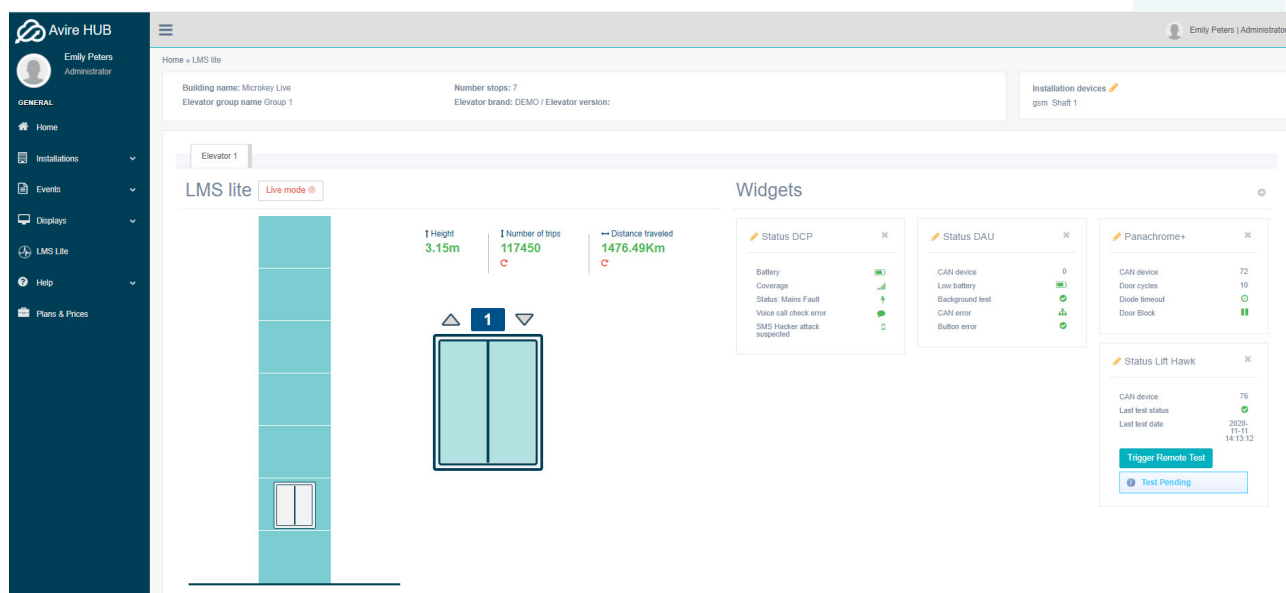 Avire HUB
Emily Peters | Administrator
Emily Peters
Administrator
GENERAL
Home
Installations
Events
Displays
LMS Lite
Help
Plans & Prices
Home » LMS lite
Building name: Microkey Live
Elevator group name Group 1
Number stops: 7
Elevator brand: DEMO / Elevator version:
Installation devices
gsm Shaft 1
Elevator 1
LMS lite
Live mode
Height
3.15m
Number of trips
117450
Distance traveled
1476.49Km
1
Widgets
Status DCP
Battery
Coverage
Status: Mains Fault
Voice call check error
SMS Hacker attack
suspected
Status DAU
CAN device 0
Low battery
Background test
CAN error
Button error
Panachrome+
CAN device 72
Door cycles 10
Diode timeout
Door Block
Status Lift Hawk
CAN device 76
Last test status
Last test date 2020-
11-11
14:13:12
Trigger Remote Test
Test Pending